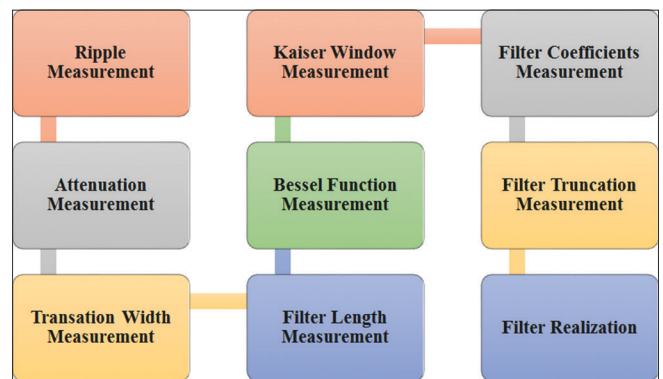 Ripple
Measurement
Attenuation
Measurement
Transation Width
Measurement
Filter Length
Measurement
Bessel Function
Measurement
Kaiser Window
Measurement
Filter Coefficients
Measurement
Filter Truncation
Measurement
Filter Realization